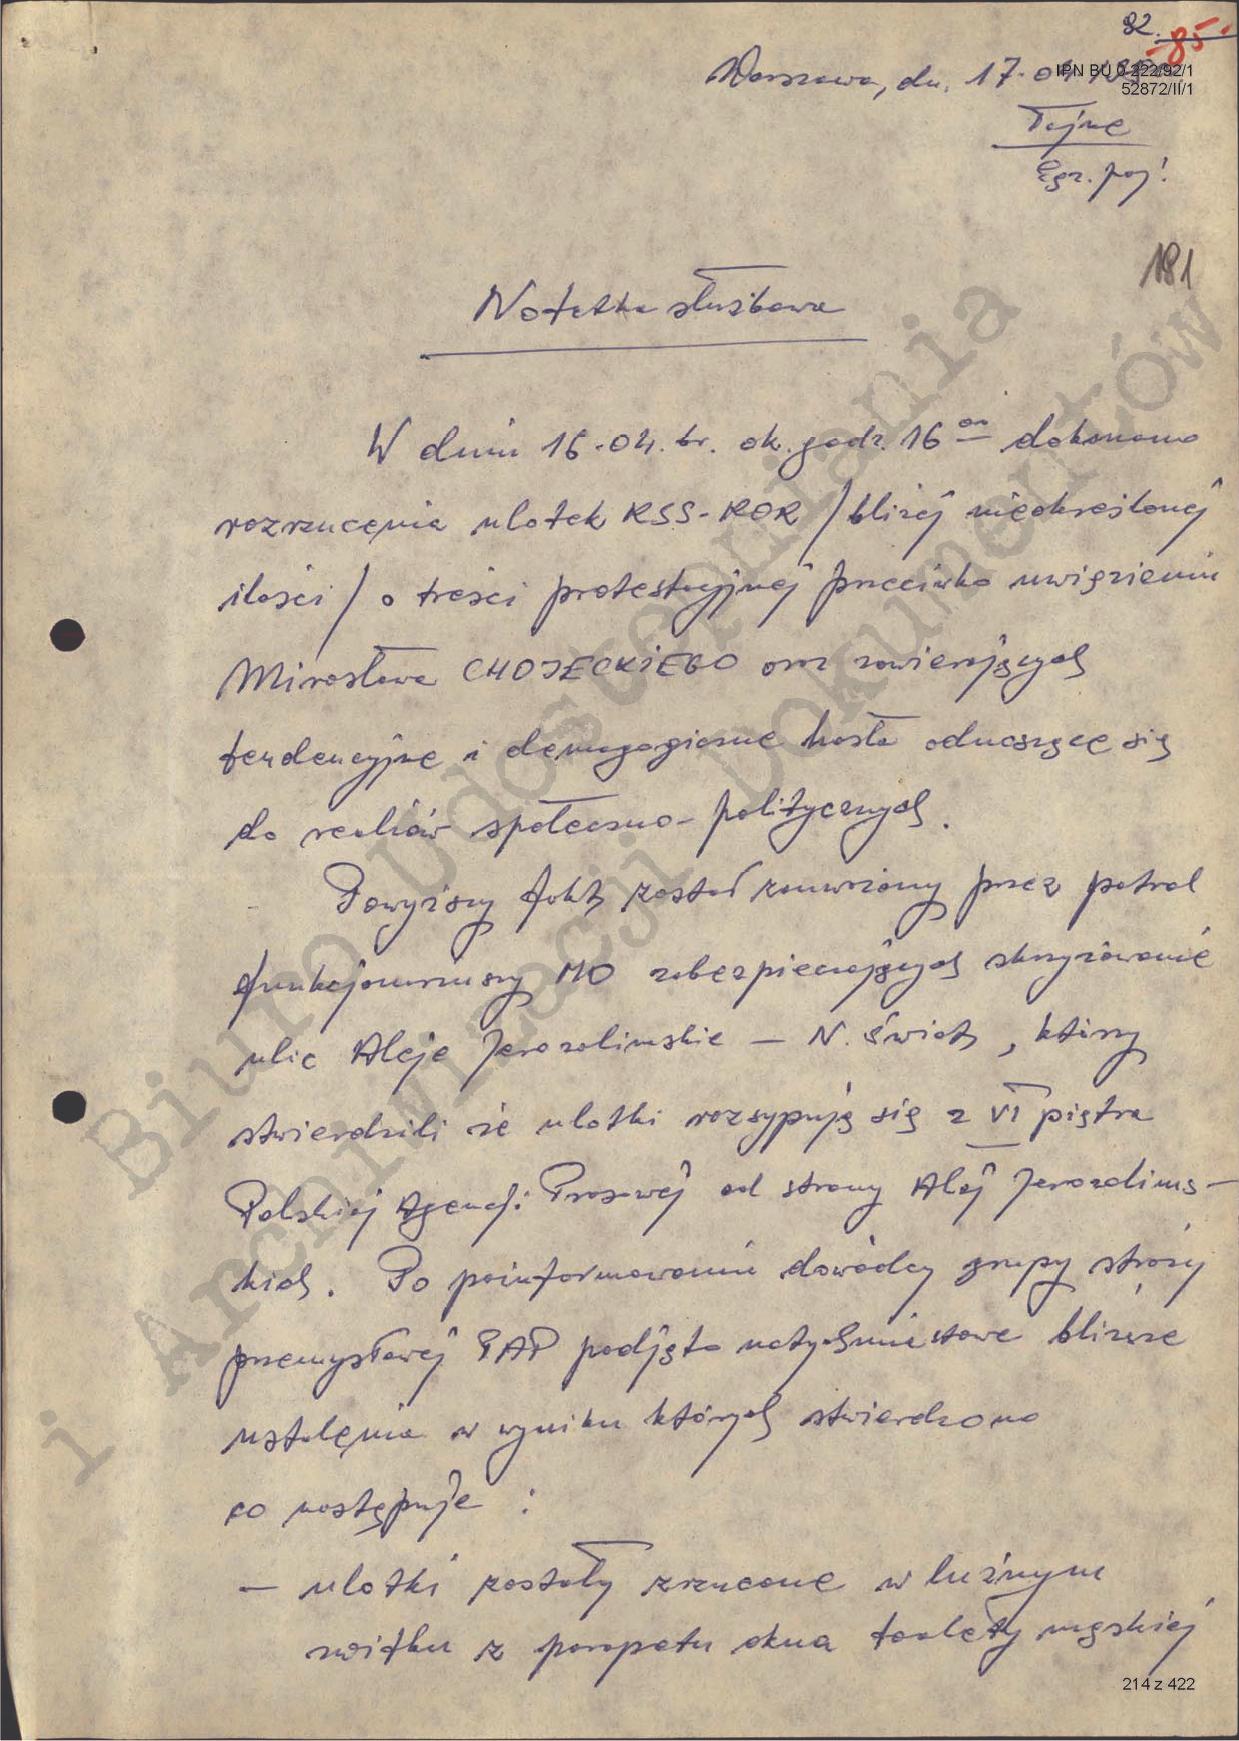 82.
85.
Warszawa, dn. 17.04.
IPN BU 0 222/92/1
52872/II/1
Tajne
Egz. poj!
181
Notatka służbowa
W dniu 16.04. br. ok. godz. 16 oo dokonano
rozrzucenia ulotek KSS-KOR /bliżej nieokreślonej
ilości/ o treści protestacyjnej przeciwko uwięzieniu
Mirosława CHOJECKIEGO oraz zawierających
tendencyjne i demagogiczne hasła odnoszące się
do realiów społeczno-politycznych.
Powyższy fakt został zauważony przez patrol
funkcjonariuszy MO zabezpieczających skrzyżowanie
ulic Aleje Jerozolimskie - N. Świat, którzy
stwierdzili że ulotki rozsypują się z VI piętra
Polskiej Agencji Prasowej od strony Alej Jerozolims-
kich. Po poinformowaniu dowódcy grupy straży
przemysłowej PAP podjęto natychmiastowe bliższe
ustalenia w wyniku których stwierdzono
co następuje :
- ulotki zostały zrzucone w luźnym
zwitku z parapetu okna toalety męskiej
Biuro Udostępniania
i Archiwizacji Dokumentów
214 z 422